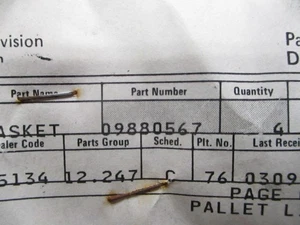 vision Pa
n D
Part Name Part Number Quantity
ASKET 09880567 4
aler Code Parts Group Sched. Plt. No. Last Recei
5134 12.247 C 76 0309
PAGE
PALLET L